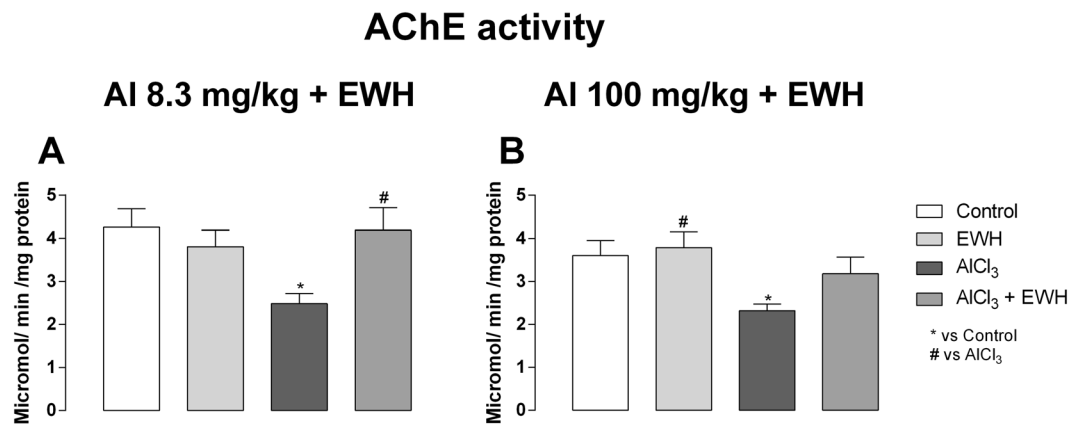 AChE activity
Al 8.3 mg/kg + EWH
Al 100 mg/kg + EWH
A
Micromol/ min /mg protein
5
4
3
2
1
0
*
#
B
Micromol/ min /mg protein
5
4
3
2
1
0
#
*
Control
EWH
AlCl3
AlCl3 + EWH
* vs Control
# vs AlCl3